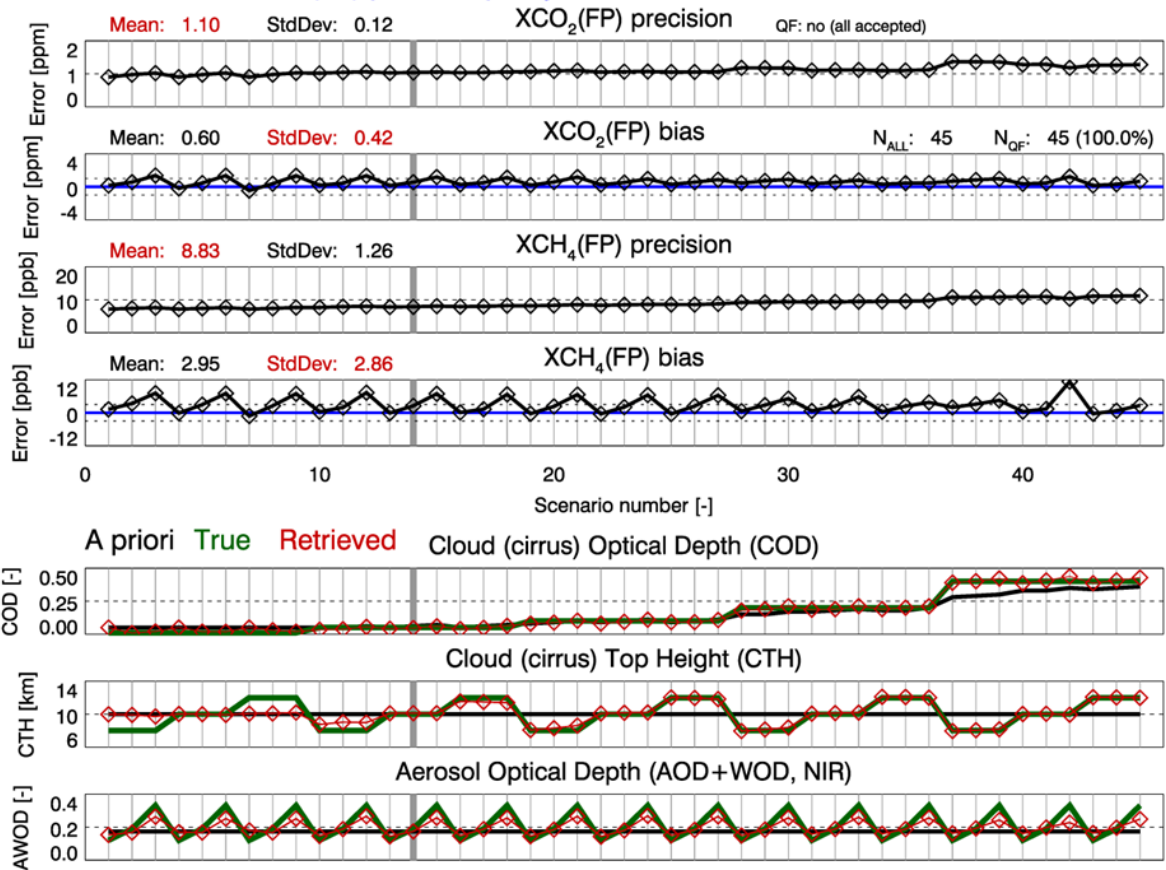 Mean: 1.10 StdDev: 0.12 XCO2(FP) precision QF: no (all accepted)
Error [ppm]
2
1
0
Mean: 0.60 StdDev: 0.42 XCO2(FP) bias NALL: 45 NQF: 45 (100.0%)
Error [ppm]
4
0
-4
Mean: 8.83 StdDev: 1.26 XCH4(FP) precision
Error [ppb]
20
10
0
Mean: 2.95 StdDev: 2.86 XCH4(FP) bias
Error [ppb]
12
0
-12
0 10 20 30 40
Scenario number [-]
A priori True Retrieved Cloud (cirrus) Optical Depth (COD)
COD [-]
0.50
0.25
0.00
Cloud (cirrus) Top Height (CTH)
CTH [km]
14
10
6
Aerosol Optical Depth (AOD+WOD, NIR)
AWOD [-]
0.4
0.2
0.0